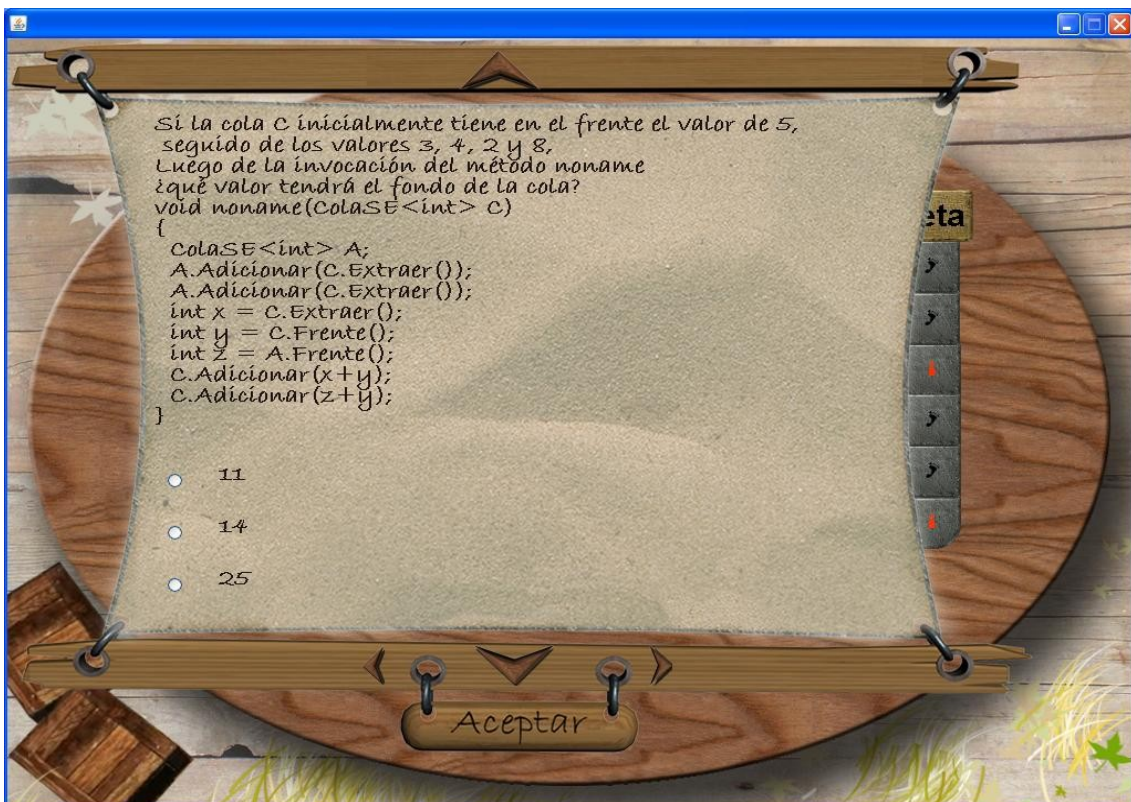 Si la cola C inicialmente tiene en el frente el valor de 5,
seguido de los valores 3, 4, 2 y 8,
Luego de la invocación del método noname
¿qué valor tendrá el fondo de la cola?
void noname(ColaSE<int> C)
{
ColaSE<int> A;
A.Adicionar(C.Extraer());
A.Adicionar(C.Extraer());
int x = C.Extraer();
int y = C.Frente();
int z = A.Frente();
C.Adicionar(x+y);
C.Adicionar(z+y);
}
eta
11
14
25
Aceptar